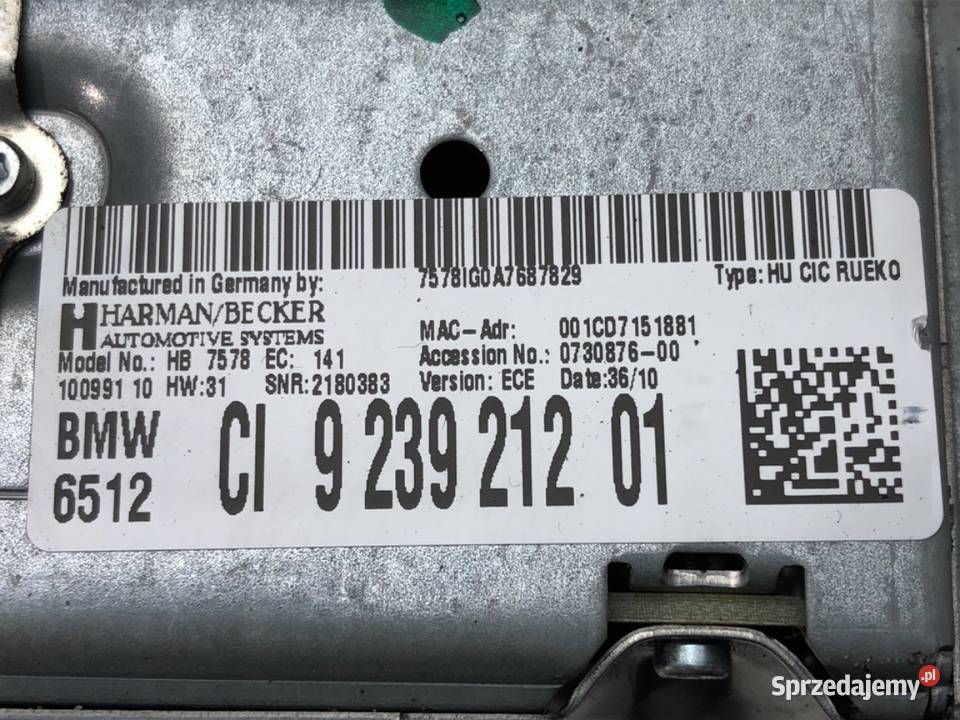 7578IG0A7687829
Manufactured in Germany by:
Type: HU CIC RUEKO
HARMAN/BECKER
AUTOMOTIVE SYSTEMS
MAC-Adr: 001CD7151881
Model No.: HB 7578 EC: 141
Accession No.: 0730876-00
10099110 HW:31 SNR:2180383
Version: ECE Date:36/10
BMW
6512
CI 9 239 212 01
Sprzedajemy.pl